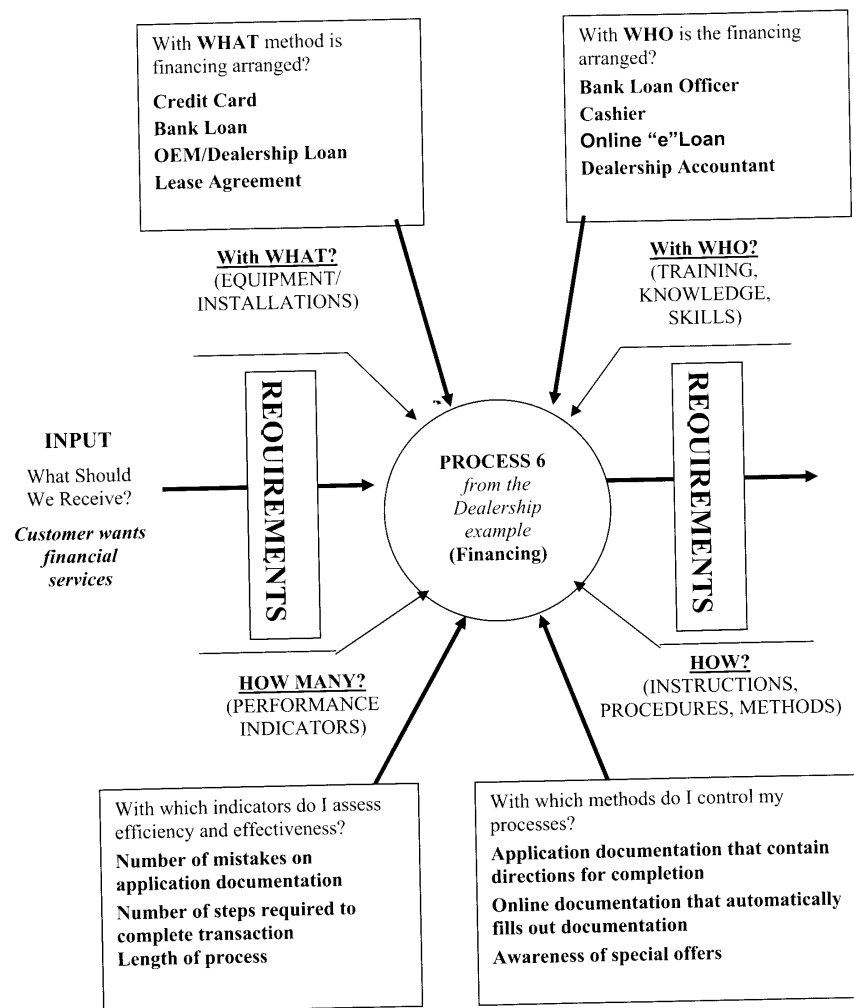 With WHAT method is
financing arranged?
Credit Card
Bank Loan
OEM/Dealership Loan
Lease Agreement
With WHO is the financing
arranged?
Bank Loan Officer
Cashier
Online “e”Loan
Dealership Accountant
With WHAT?
(EQUIPMENT/
INSTALLATIONS)
With WHO?
(TRAINING,
KNOWLEDGE,
SKILLS)
INPUT
What Should
We Receive?
Customer wants
financial
services
REQUIREMENTS
PROCESS 6
from the
Dealership
example
(Financing)
REQUIREMENTS
HOW MANY?
(PERFORMANCE
INDICATORS)
HOW?
(INSTRUCTIONS,
PROCEDURES, METHODS)
With which indicators do I assess
efficiency and effectiveness?
Number of mistakes on
application documentation
Number of steps required to
complete transaction
Length of process
With which methods do I control my
processes?
Application documentation that contain
directions for completion
Online documentation that automatically
fills out documentation
Awareness of special offers